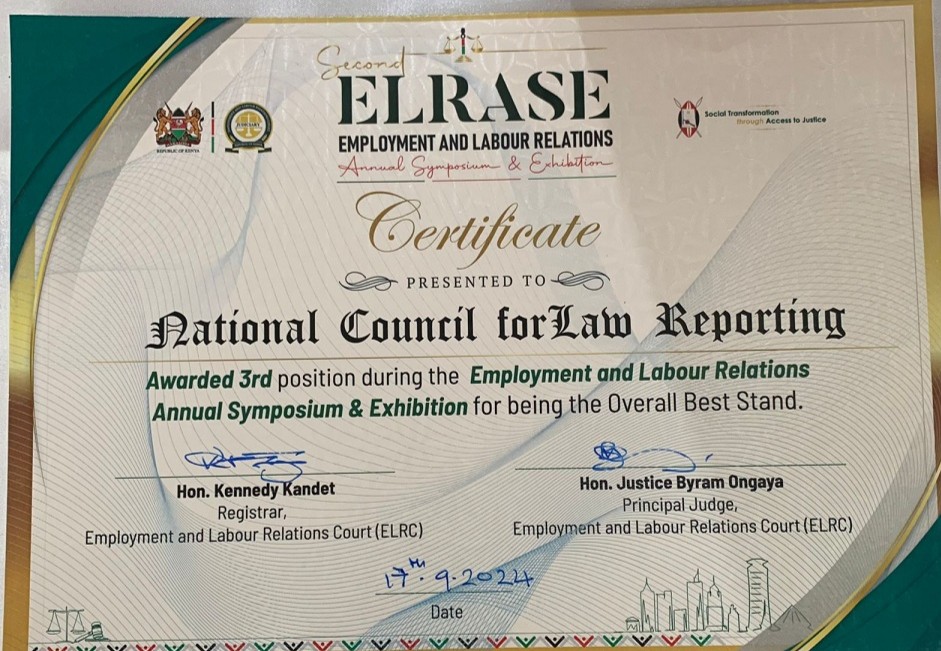 Second
ELRASE
EMPLOYMENT AND LABOUR RELATIONS
Annual Symposium & Exhibition
REPUBLIC OF KENYA
JUDICIARY
Social Transformation
through Access to Justice
Certificate
PRESENTED TO
National Council forLaw Reporting
Awarded 3rd position during the Employment and Labour Relations
Annual Symposium & Exhibition for being the Overall Best Stand.
Hon. Kennedy Kandet
Registrar,
Employment and Labour Relations Court (ELRC)
Hon. Justice Byram Ongaya
Principal Judge,
Employment and Labour Relations Court (ELRC)
17TH.9.2024
Date